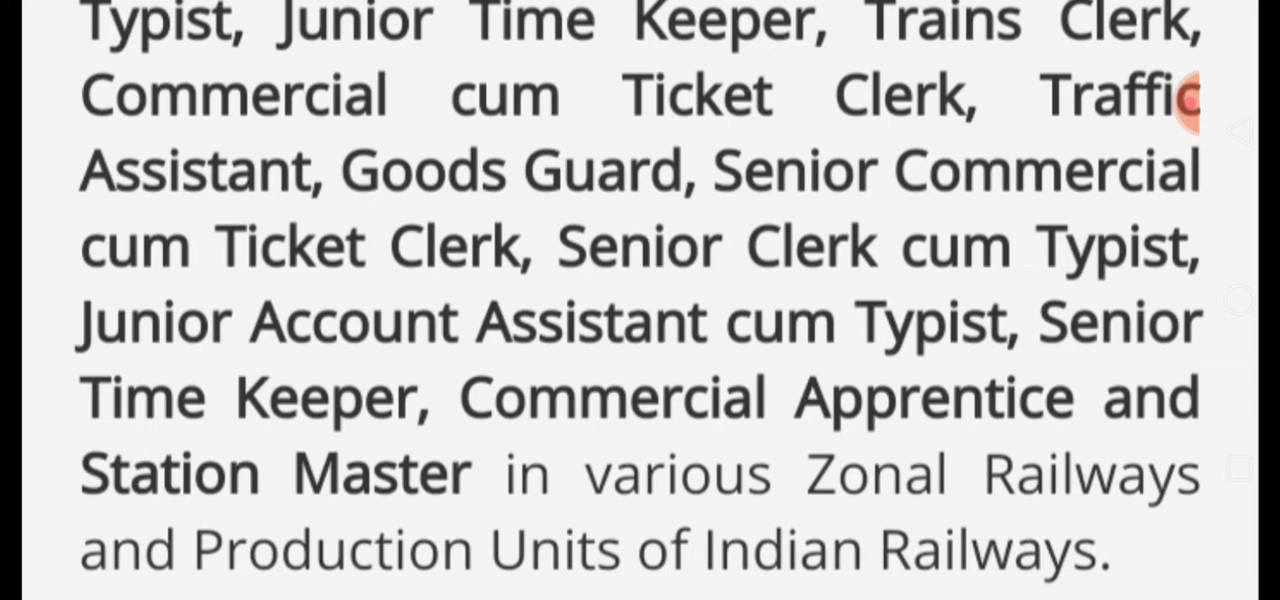 Typist, Junior Time Keeper, Trains Clerk,
Commercial cum Ticket Clerk, Traffic
Assistant, Goods Guard, Senior Commercial
cum Ticket Clerk, Senior Clerk cum Typist,
Junior Account Assistant cum Typist, Senior
Time Keeper, Commercial Apprentice and
Station Master in various Zonal Railways
and Production Units of Indian Railways.